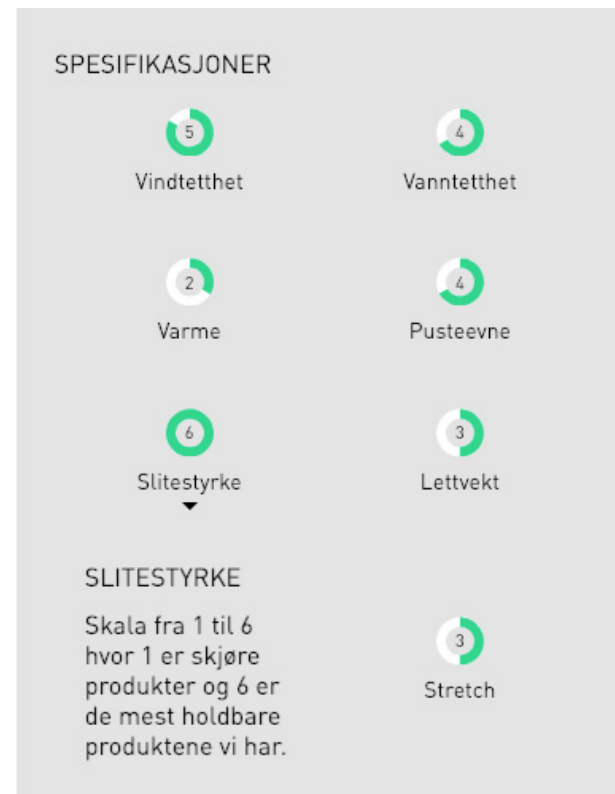 SPESIFIKASJONER
5
4
Vindtetthet
Vanntetthet
2
4
Varme
Pusteevne
6
3
Slitestyrke
Lettvekt
SLITESTYRKE
Skala fra 1 til 6
hvor 1 er skjøre
produkter og 6 er
de mest holdbare
produktene vi har.
3
Stretch